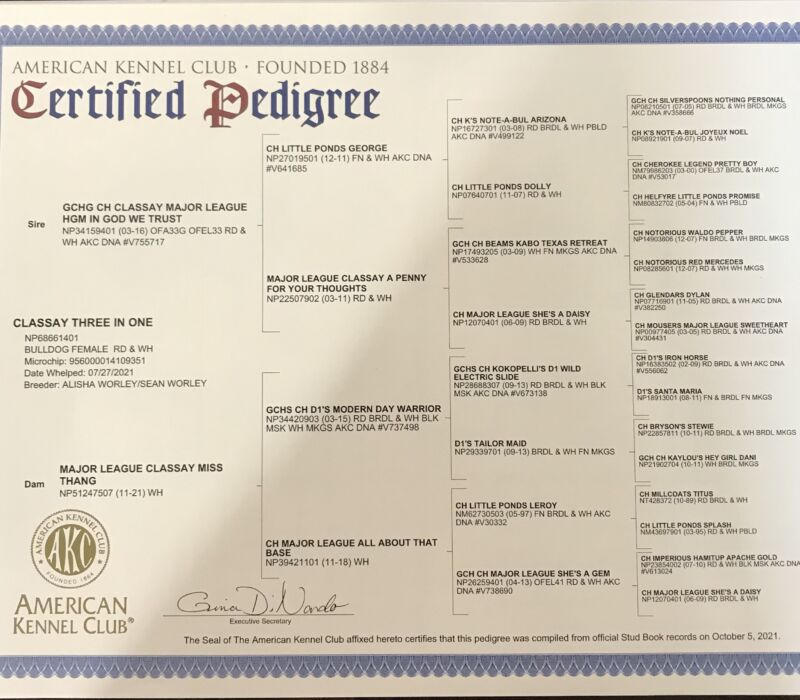 AMERICAN KENNEL CLUB • FOUNDED 1884
Certified Pedigree
Sire
GCHG CH CLASSAY MAJOR LEAGUE
HGM IN GOD WE TRUST
NP34159401 (03-16) OFA33G OFEL33 RD &
WH AKC DNA #V755717
CLASSAY THREE IN ONE
NP68661401
BULLDOG FEMALE RD & WH
Microchip: 956000014109351
Date Whelped: 07/27/2021
Breeder: ALISHA WORLEY/SEAN WORLEY
Dam
MAJOR LEAGUE CLASSAY MISS
THANG
NP51247507 (11-21) WH
CH LITTLE PONDS GEORGE
NP27019501 (12-11) FN & WH AKC DNA
#V641685
MAJOR LEAGUE CLASSAY A PENNY
FOR YOUR THOUGHTS
NP22507902 (03-11) RD & WH
GCHS CH D1'S MODERN DAY WARRIOR
NP34420903 (03-15) RD BRDL & WH BLK
MSK WH MKGS AKC DNA #V737498
CH MAJOR LEAGUE ALL ABOUT THAT
BASE
NP39421101 (11-18) WH
CH K'S NOTE-A-BUL ARIZONA
NP16727301 (03-08) RD BRDL & WH PBLD
AKC DNA #V499122
CH LITTLE PONDS DOLLY
NP07640701 (11-07) RD & WH
GCH CH BEAMS KABO TEXAS RETREAT
NP17493205 (03-09) WH FN MKGS AKC DNA
#V533628
CH MAJOR LEAGUE SHE'S A DAISY
NP12070401 (06-09) RD BRDL & WH
GCHS CH KOKOPELLI'S D1 WILD
ELECTRIC SLIDE
NP28688307 (09-13) RD BRDL & WH BLK
MSK AKC DNA #V673138
D1'S TAILOR MAID
NP29339701 (09-13) BRDL & WH FN MKGS
CH LITTLE PONDS LEROY
NM62730503 (05-97) FN BRDL & WH AKC
DNA #V30332
GCH CH MAJOR LEAGUE SHE'S A GEM
NP26259401 (04-13) OFEL41 RD & WH AKC
DNA #V738690
GCH CH SILVERSPOONS NOTHING PERSONAL
NP06210501 (07-05) RD BRDL & WH BRDL MKGS
AKC DNA #V358666
CH K'S NOTE-A-BUL JOYEUX NOEL
NP08921901 (09-07) RD & WH
CH CHEROKEE LEGEND PRETTY BOY
NM79986203 (03-00) OFEL37 BRDL & WH AKC
DNA #V53017
CH HELFYRE LITTLE PONDS PROMISE
NM80832702 (05-04) FN & WH PBLD
CH NOTORIOUS WALDO PEPPER
NP14903606 (12-07) FN & WH BRDL MKGS
CH NOTORIOUS RED MERCEDES
NP08285601 (12-07) RD & WH WH MKGS
CH GLENDARS DYLAN
NP07716901 (11-05) RD BRDL & WH AKC DNA
#V382250
CH MOUSERS MAJOR LEAGUE SWEETHEART
NP00977405 (03-05) RD BRDL & WH AKC DNA
#V304431
CH D1'S IRON HORSE
NP16383502 (02-09) RD BRDL & WH AKC DNA
#V556062
D1'S SANTA MARIA
NP18913001 (08-11) FN & BRDL FN MKGS
CH BRYSON'S STEWIE
NP22857811 (10-11) RD BRDL & WH BRDL MKGS
GCH CH KAYLOU'S HEY GIRL DANI
NP21902704 (10-11) WH BRDL MKGS
CH MILLCOATS TITUS
NT428372 (10-89) RD BRDL & WH
CH LITTLE PONDS SPLASH
NM43697901 (03-95) RD & WH PBLD
CH IMPERIOUS HAMITUP APACHE GOLD
NP23854002 (07-10) RD & WH BLK MSK AKC DNA
#V613024
CH MAJOR LEAGUE SHE'S A DAISY
NP12070401 (06-09) RD BRDL & WH
AMERICAN KENNEL CLUB
AKC
FOUNDED 1884
AMERICAN
KENNEL CLUB®
Gina DiNardo
Executive Secretary
The Seal of The American Kennel Club affixed hereto certifies that this pedigree was compiled from official Stud Book records on October 5, 2021.